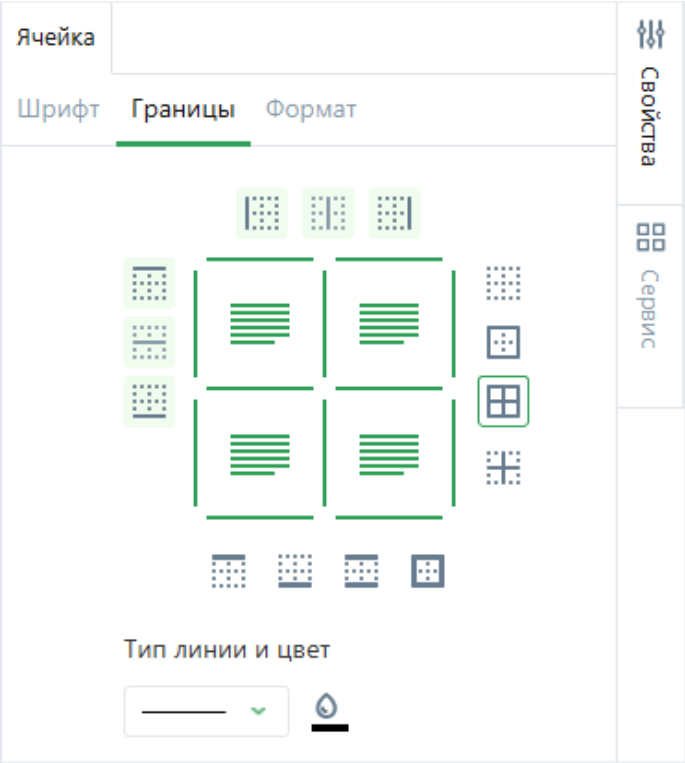 Ячейка
Шрифт Границы Формат
Свойства
Сервис
Тип линии и цвет